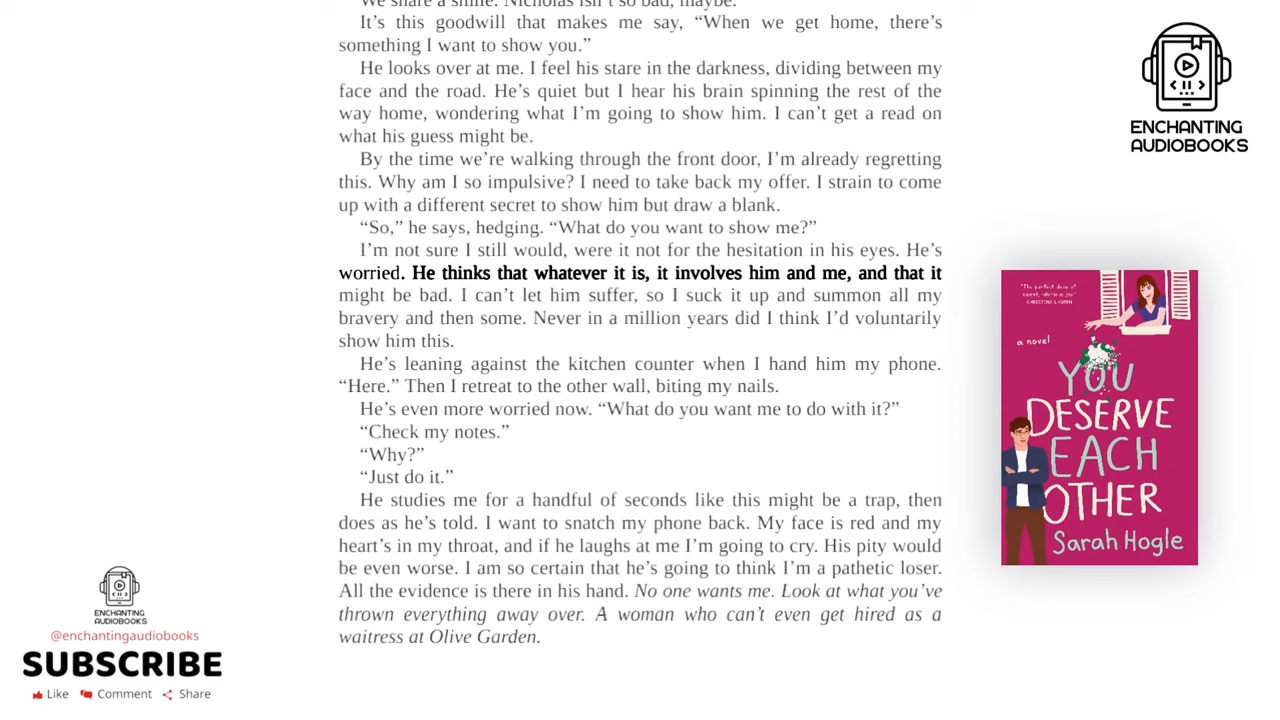 We share a smile. Nicholas isn't so bad, maybe.
It's this goodwill that makes me say, “When we get home, there's
something I want to show you.”
He looks over at me. I feel his stare in the darkness, dividing between my
face and the road. He's quiet but I hear his brain spinning the rest of the
way home, wondering what I'm going to show him. I can't get a read on
what his guess might be.
By the time we're walking through the front door, I'm already regretting
this. Why am I so impulsive? I need to take back my offer. I strain to come
up with a different secret to show him but draw a blank.
“So,” he says, hedging. “What do you want to show me?”
I'm not sure I still would, were it not for the hesitation in his eyes. He's
worried. He thinks that whatever it is, it involves him and me, and that it
might be bad. I can't let him suffer, so I suck it up and summon all my
bravery and then some. Never in a million years did I think I'd voluntarily
show him this.
He's leaning against the kitchen counter when I hand him my phone.
“Here.” Then I retreat to the other wall, biting my nails.
He's even more worried now. “What do you want me to do with it?”
“Check my notes.”
“Why?”
“Just do it.”
He studies me for a handful of seconds like this might be a trap, then
does as he's told. I want to snatch my phone back. My face is red and my
heart's in my throat, and if he laughs at me I'm going to cry. His pity would
be even worse. I am so certain that he's going to think I'm a pathetic loser.
All the evidence is there in his hand. No one wants me. Look at what you've
thrown everything away over. A woman who can't even get hired as a
waitress at Olive Garden.
ENCHANTING
AUDIOBOOKS
a novel
YOU
DESERVE
EACH
OTHER
Sarah Hogle
ENCHANTING
AUDIOBOOKS
@enchantingaudiobooks
SUBSCRIBE
Like Comment Share